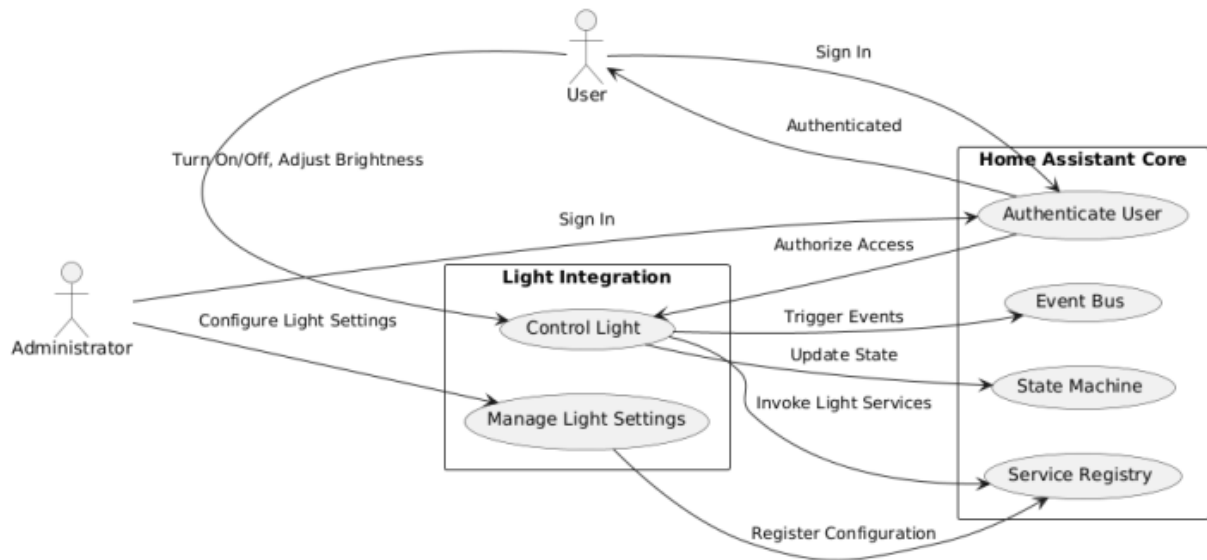 Sign In
User
Authenticated
Turn On/Off, Adjust Brightness
Home Assistant Core
Authenticate User
Sign In
Authorize Access
Light Integration
Event Bus
Control Light
Trigger Events
Configure Light Settings
Administrator
Update State
State Machine
Invoke Light Services
Manage Light Settings
Service Registry
Register Configuration